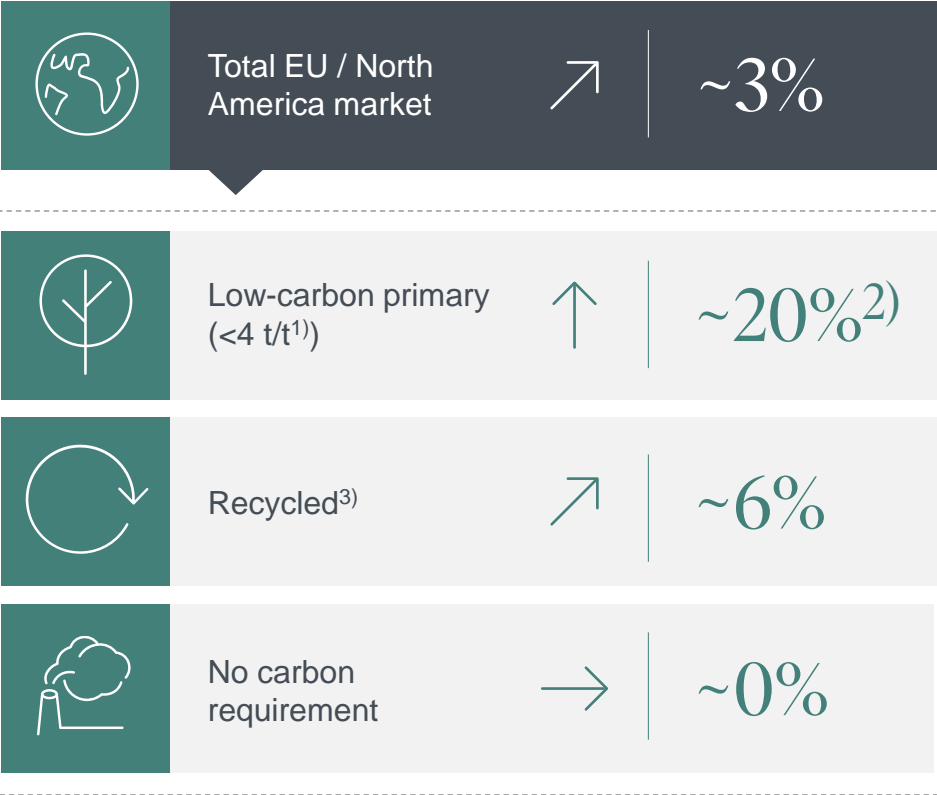 Total EU / North
America market
~3%
Low-carbon primary
(<4 t/t¹⁾)
~20%²⁾
Recycled³⁾
~6%
No carbon
requirement
~0%